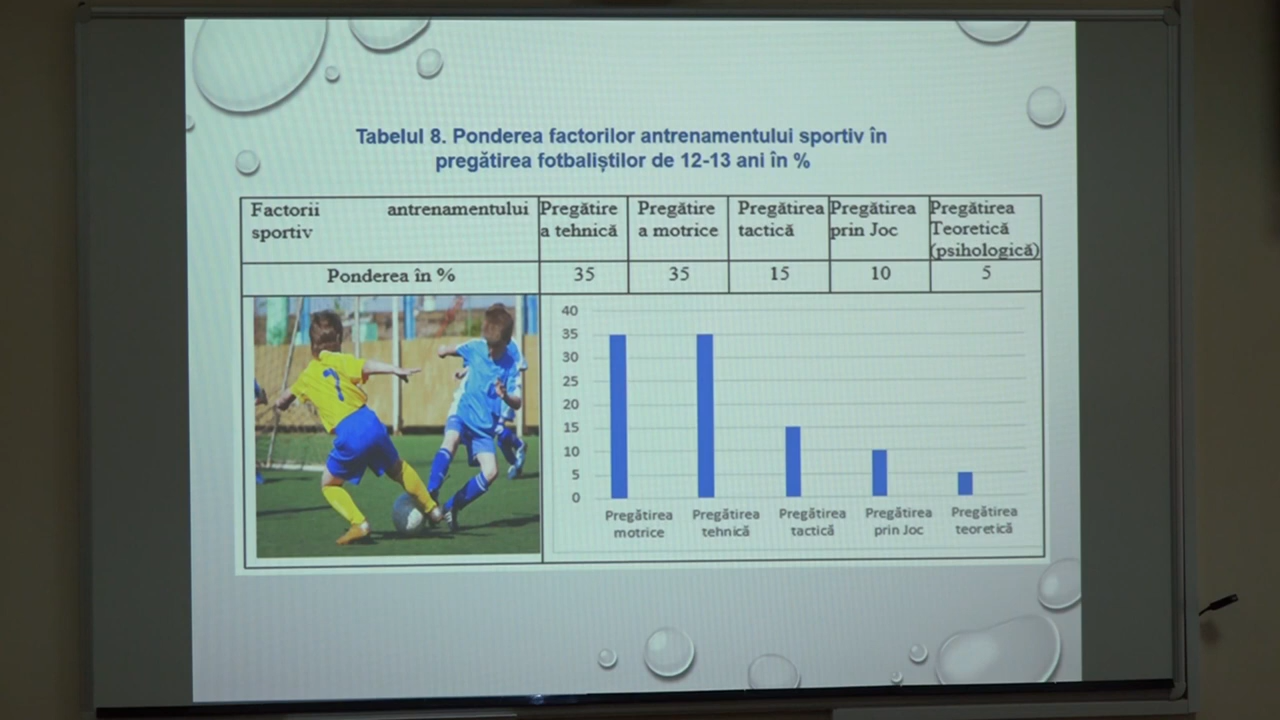 Tabelul 8. Ponderea factorilor antrenamentului sportiv în
pregătirea fotbaliștilor de 12-13 ani în %
Factorii antrenamentului
sportiv
Pregătire
a tehnică
Pregătire
a motrice
Pregătirea
tactică
Pregătirea
prin Joc
Pregătirea
Teoretică
(psihologică)
Ponderea în %
35
35
15
10
5
7
40
35
30
25
20
15
10
5
0
Pregătirea
motrice
Pregătirea
tehnică
Pregătirea
tactică
Pregătirea
prin Joc
Pregătirea
teoretică